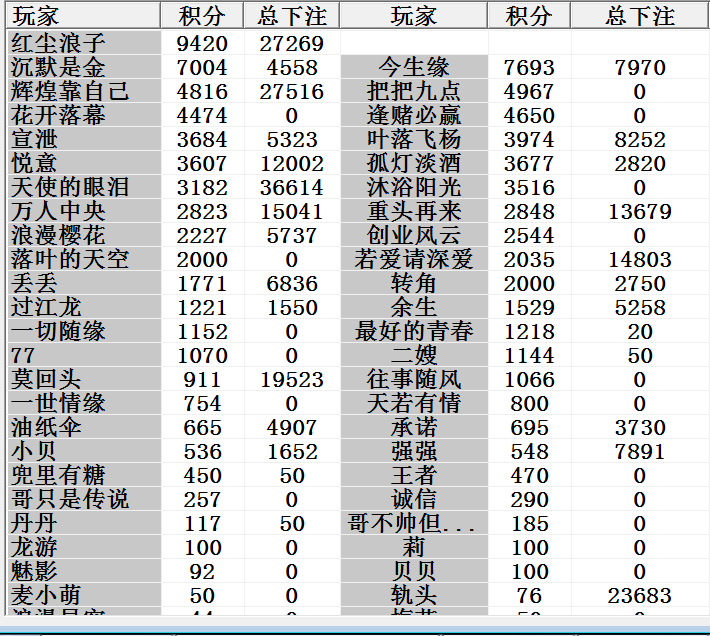 玩家 积分 总下注 玩家 积分 总下注
红尘浪子 9420 27269
沉默是金 7004 4558 今生缘 7693 7970
辉煌靠自己 4816 27516 把把九点 4967 0
花开落幕 4474 0 逢赌必赢 4650 0
宣泄 3684 5323 叶落飞杨 3974 8252
悦意 3607 12002 孤灯淡酒 3677 2820
天使的眼泪 3182 36614 沐浴阳光 3516 0
万人中央 2823 15041 重头再来 2848 13679
浪漫樱花 2227 5737 创业风云 2544 0
落叶的天空 2000 0 若爱请深爱 2035 14803
丢丢 1771 6836 转角 2000 2750
过江龙 1221 1550 余生 1529 5258
一切随缘 1152 0 最好的青春 1218 20
77 1070 0 二嫂 1144 50
莫回头 911 19523 往事随风 1066 0
一世情缘 754 0 天若有情 800 0
油纸伞 665 4907 承诺 695 3730
小贝 536 1652 强强 548 7891
兜里有糖 450 50 王者 470 0
哥只是传说 257 0 诚信 290 0
丹丹 117 50 哥不帅但... 185 0
龙游 100 0 莉 100 0
魅影 92 0 贝贝 100 0
麦小萌 50 0 轨头 76 23683